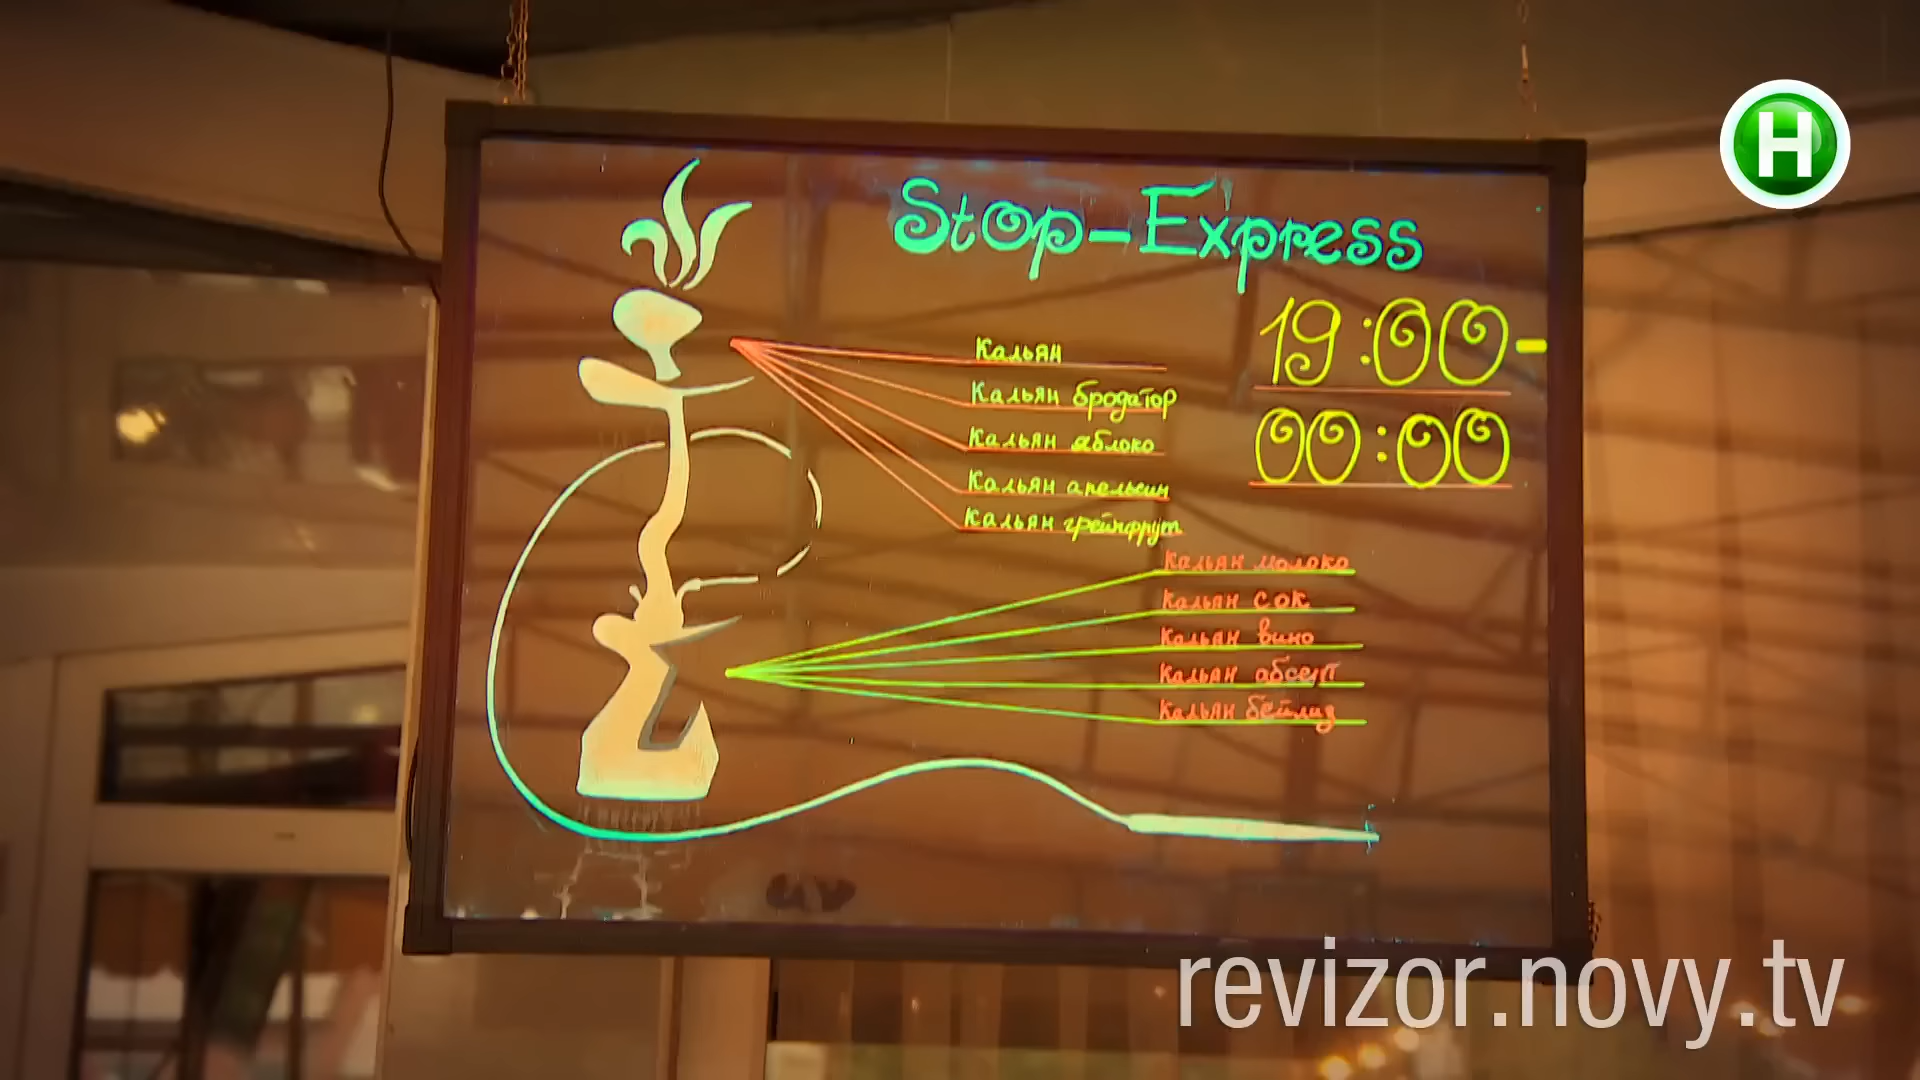 H
Stop-Express
19:00-
00:00
Кальян
Кальян бродатор
Кальян яблоко
Кальян апельсин
Кальян грейпфрут
Кальян молоко
Кальян сок
Кальян вино
Кальян абсент
Кальян бейлиз
revizor.novy.tv